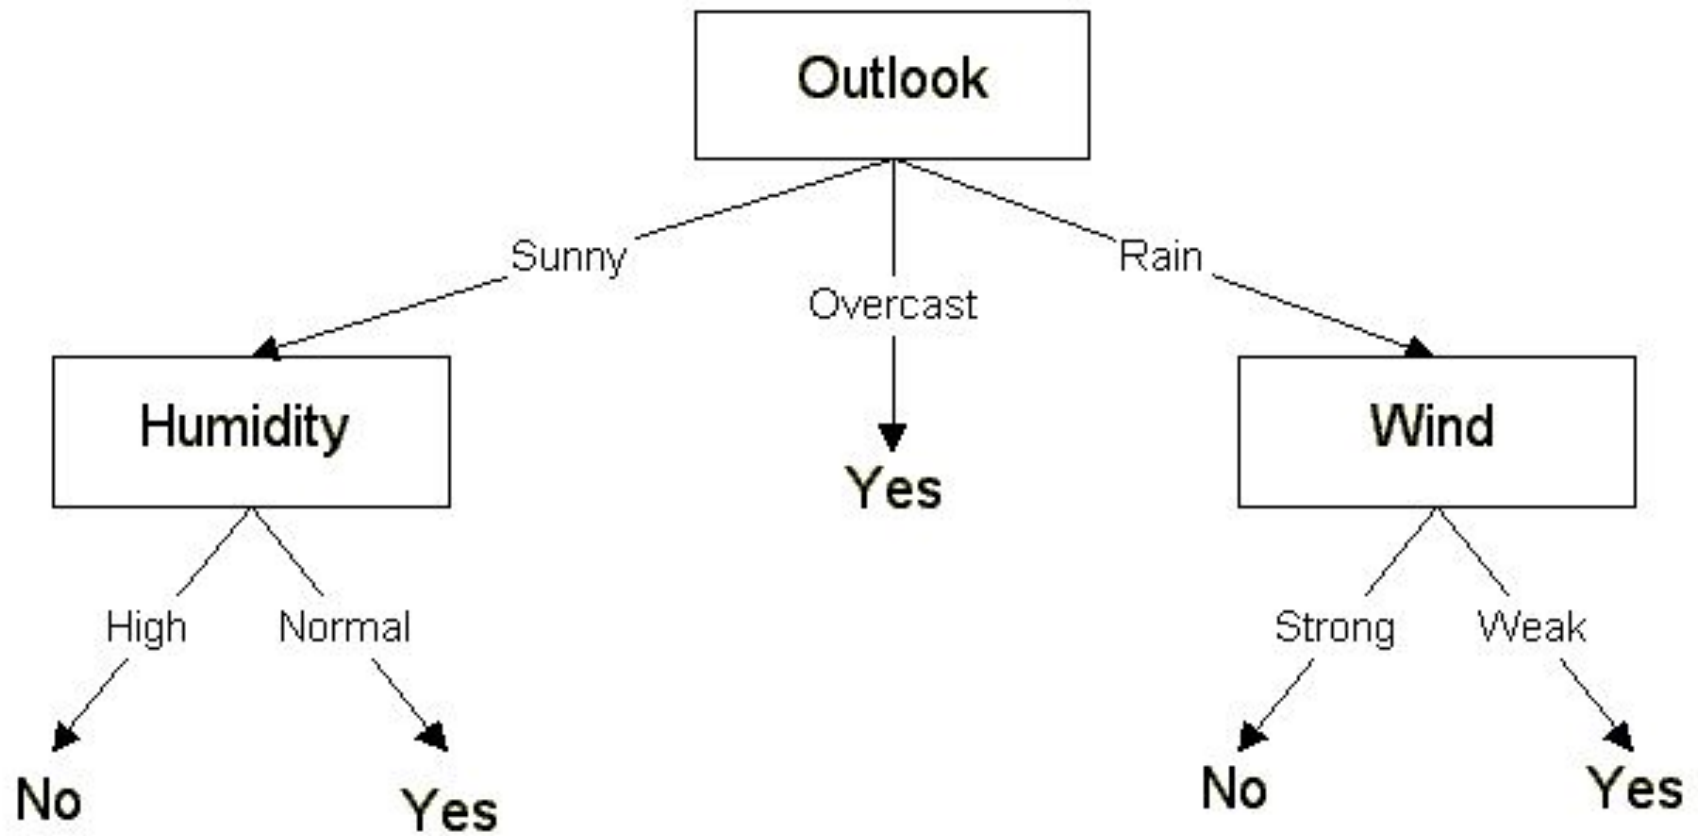 Outlook
Sunny
Overcast
Rain
Humidity
Yes
Wind
High
Normal
Strong
Weak
No
Yes
No
Yes